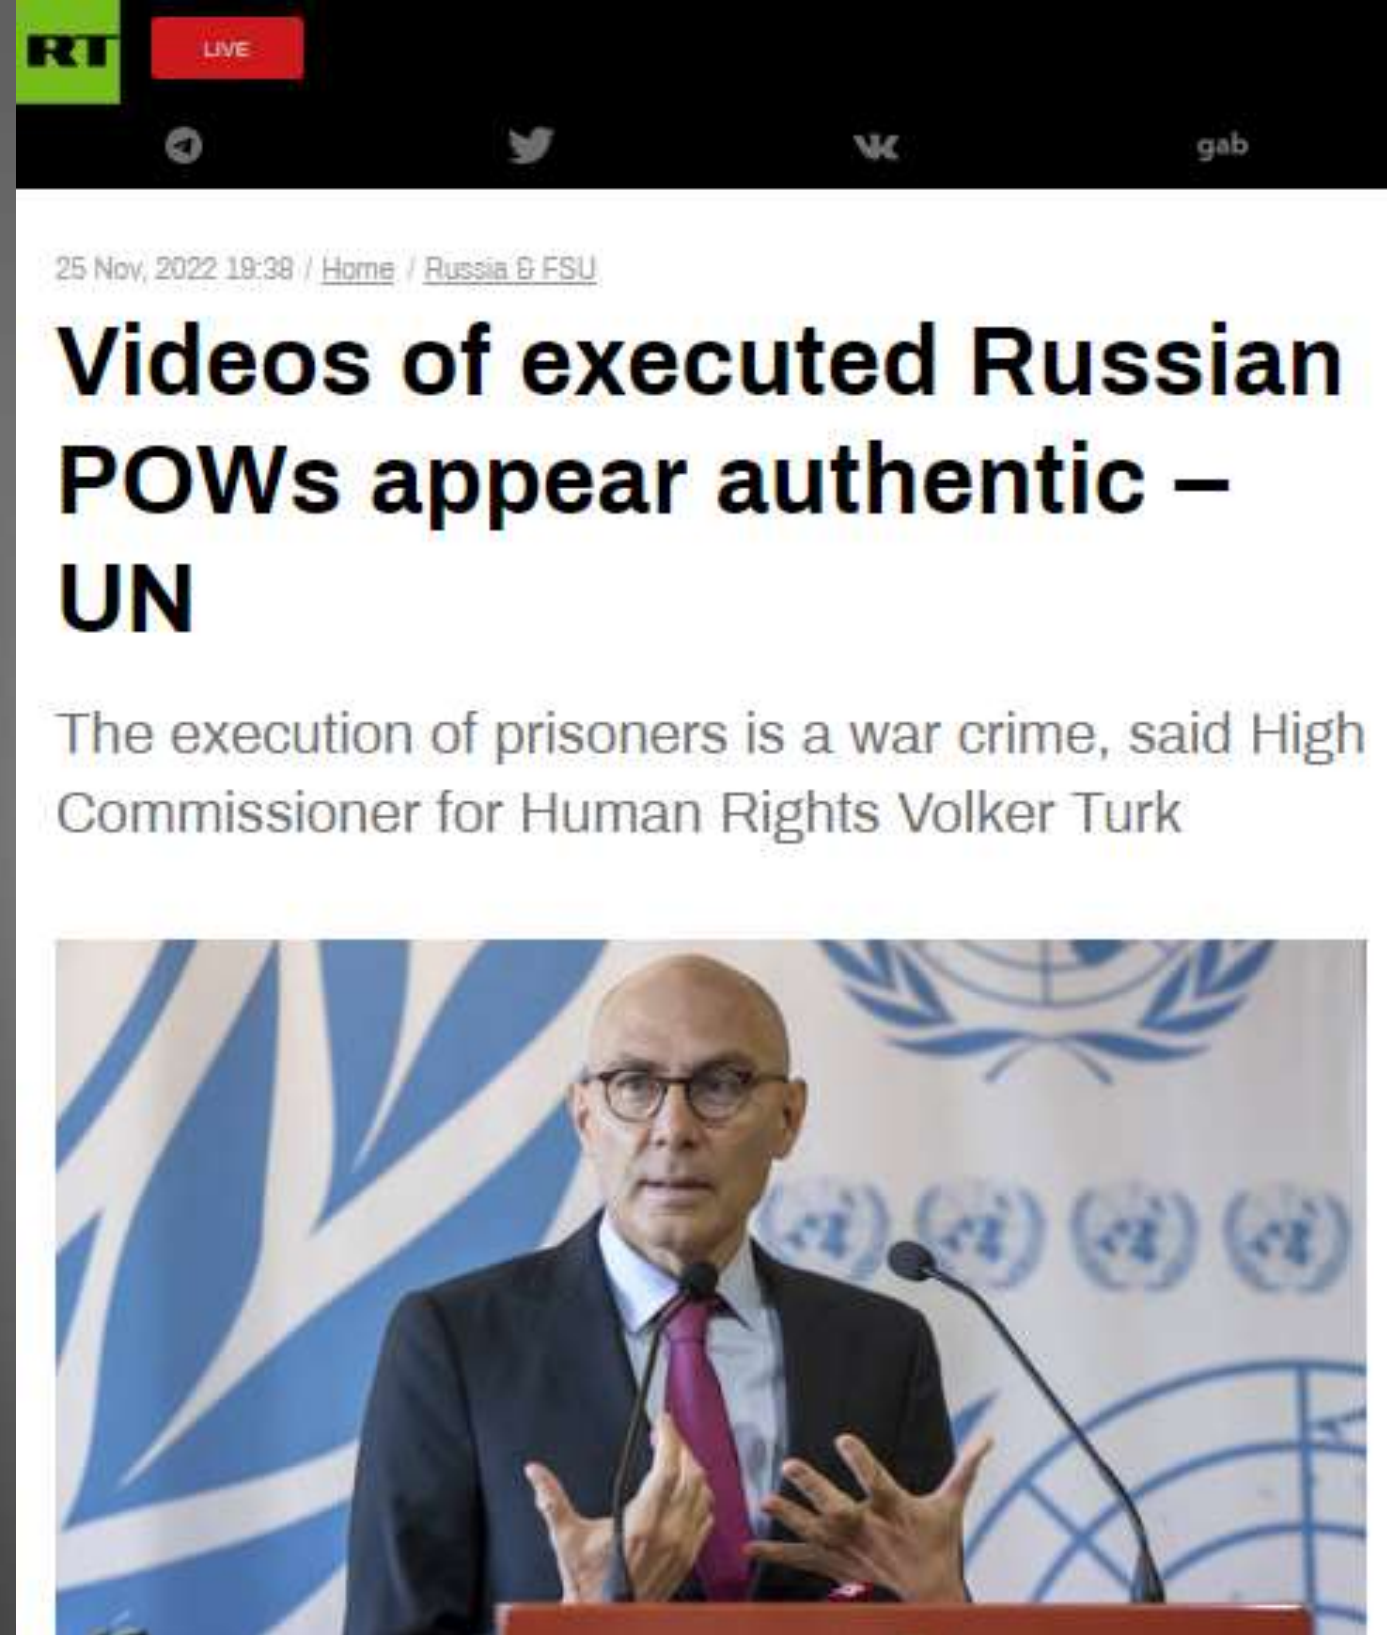 RT
LIVE
gab
25 Nov, 2022 19:38 / Home / Russia & FSU
Videos of executed Russian
POWs appear authentic –
UN
The execution of prisoners is a war crime, said High
Commissioner for Human Rights Volker Turk